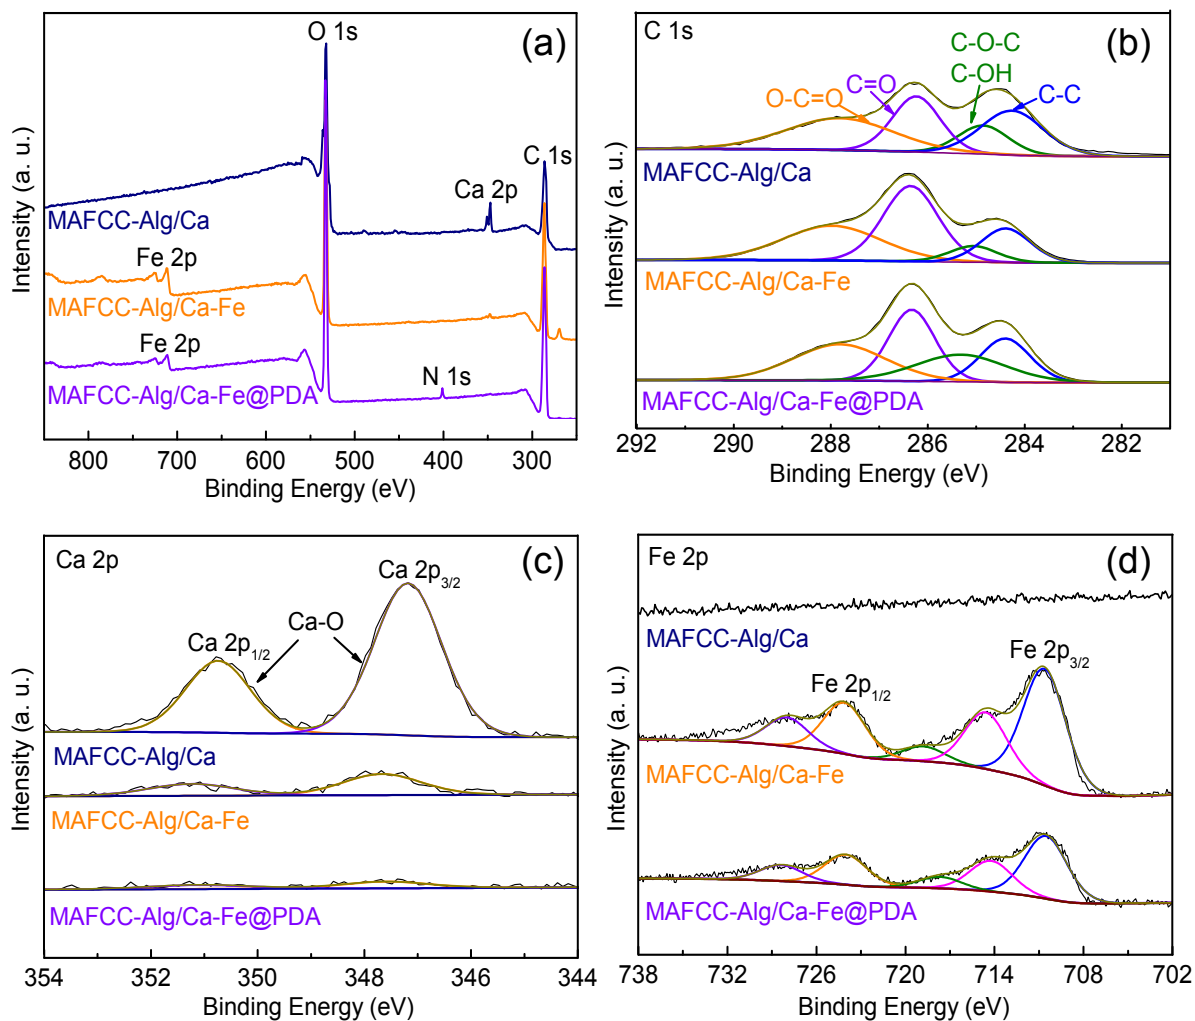 (a)
O 1s
C 1s
Ca 2p
MAFCC-Alg/Ca
Fe 2p
MAFCC-Alg/Ca-Fe
Fe 2p
N 1s
MAFCC-Alg/Ca-Fe@PDA
Intensity (a. u.)
800 700 600 500 400 300
Binding Energy (eV)
C 1s
(b)
C-O-C
C-OH
C=O
O-C=O
C-C
MAFCC-Alg/Ca
MAFCC-Alg/Ca-Fe
MAFCC-Alg/Ca-Fe@PDA
Intensity (a. u.)
292 290 288 286 284 282
Binding Energy (eV)
Ca 2p
(c)
Ca 2p3/2
Ca-O
Ca 2p1/2
MAFCC-Alg/Ca
MAFCC-Alg/Ca-Fe
MAFCC-Alg/Ca-Fe@PDA
Intensity (a. u.)
354 352 350 348 346 344
Binding Energy (eV)
Fe 2p
(d)
MAFCC-Alg/Ca
Fe 2p3/2
Fe 2p1/2
MAFCC-Alg/Ca-Fe
MAFCC-Alg/Ca-Fe@PDA
Intensity (a. u.)
738 732 726 720 714 708 702
Binding Energy (eV)